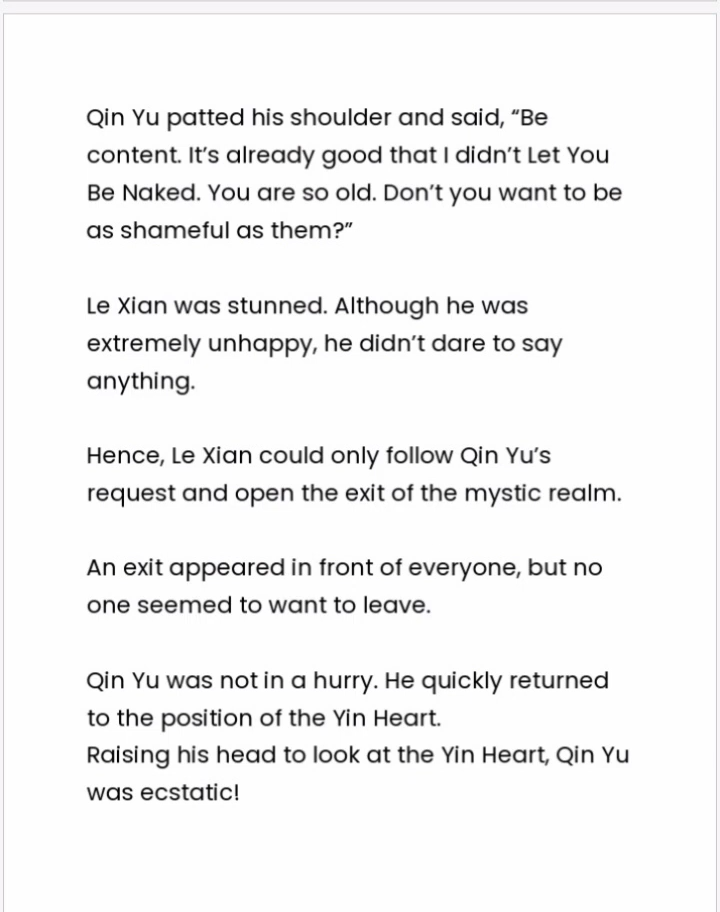 Qin Yu patted his shoulder and said, “Be
content. It’s already good that I didn’t Let You
Be Naked. You are so old. Don’t you want to be
as shameful as them?”
Le Xian was stunned. Although he was
extremely unhappy, he didn’t dare to say
anything.
Hence, Le Xian could only follow Qin Yu’s
request and open the exit of the mystic realm.
An exit appeared in front of everyone, but no
one seemed to want to leave.
Qin Yu was not in a hurry. He quickly returned
to the position of the Yin Heart.
Raising his head to look at the Yin Heart, Qin Yu
was ecstatic!